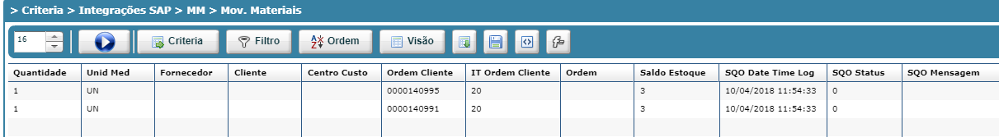 > Criteria > Integrações SAP > MM > Mov. Materiais
16 Criteria Filtro Ordem Visão
Quantidade Unid Med Fornecedor Cliente Centro Custo Ordem Cliente IT Ordem Cliente Ordem Saldo Estoque SQO Date Time Log SQO Status SQO Mensagem
1 UN 0000140995 20 3 10/04/2018 11:54:33 0
1 UN 0000140991 20 3 10/04/2018 11:54:33 0